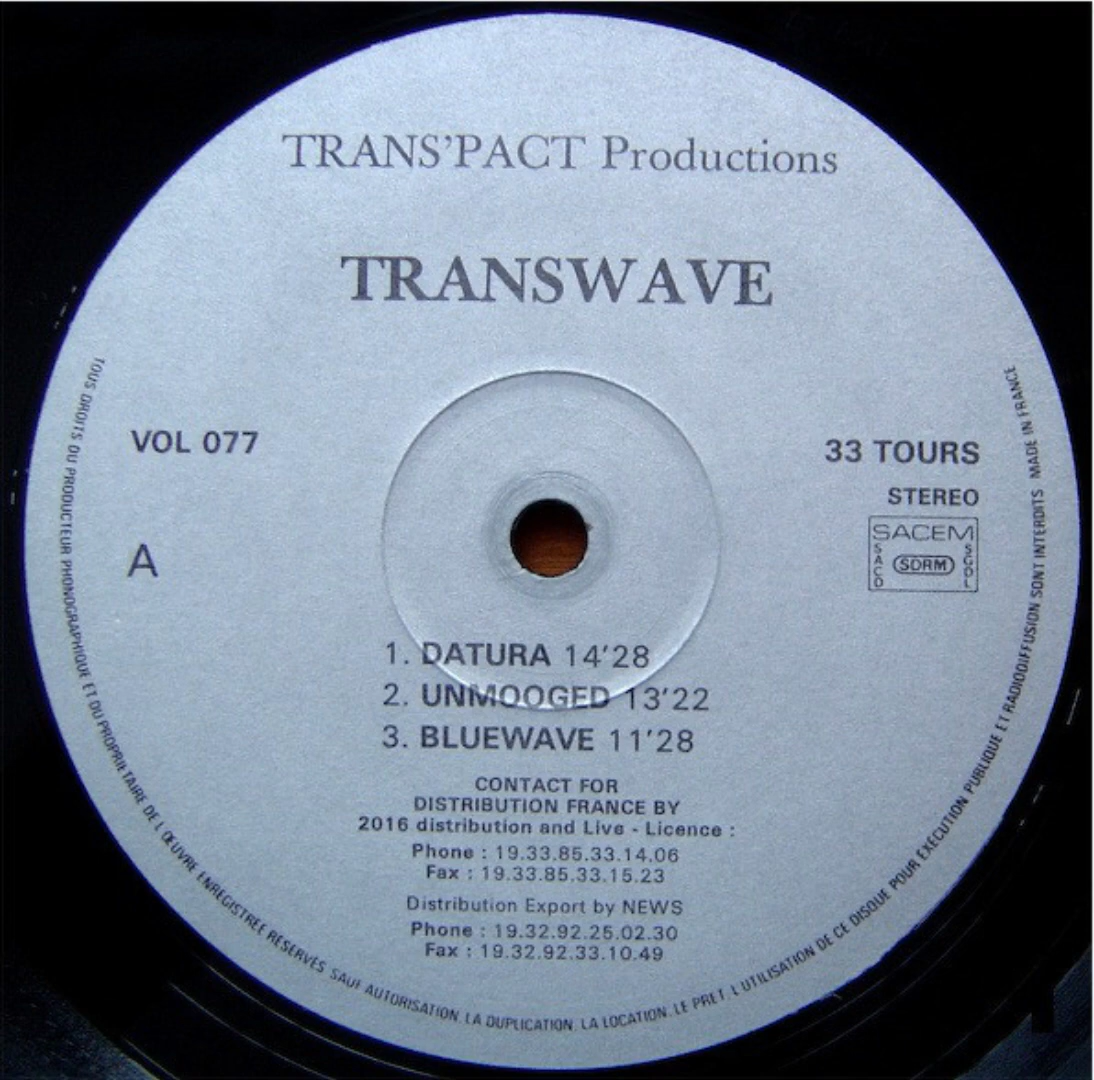 TRANS'PACT Productions
TRANSWAVE
VOL 077
33 TOURS
STEREO
SACEM
SACD
SDRM
SGDL
A
1. DATURA 14'28
2. UNMOOGED 13'22
3. BLUEWAVE 11'28
CONTACT FOR
DISTRIBUTION FRANCE BY
2016 distribution and Live - Licence :
Phone : 19.33.85.33.14.06
Fax : 19.33.85.33.15.23
Distribution Export by NEWS
Phone : 19.32.92.25.02.30
Fax : 19.32.92.33.10.49
TOUS DROITS DU PRODUCTEUR PHONOGRAPHIQUE ET DU PROPRIETAIRE DE L'ŒUVRE ENREGISTREE RESERVES SAUF AUTORISATION. LA DUPLICATION, LA LOCATION, LE PRET, L'UTILISATION DE CE DISQUE POUR EXECUTION PUBLIQUE ET RADIODIFFUSION SONT INTERDITS MADE IN FRANCE